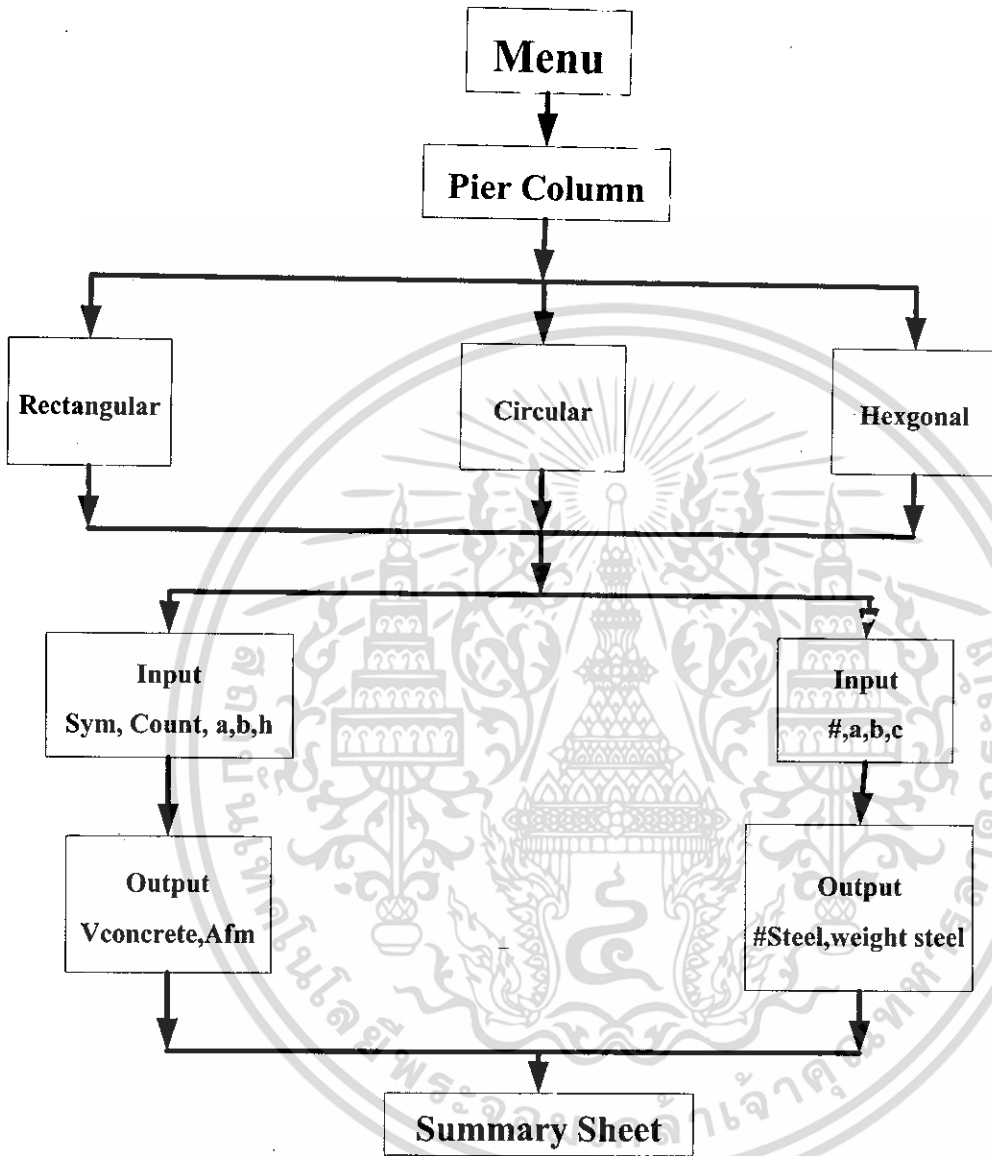 Menu
Pier Column
Rectangular
Circular
Hexgonal
Input
Sym, Count, a,b,h
Input
#,a,b,c
Output
Vconcrete,Afm
Output
#Steel,weight steel
Summary Sheet